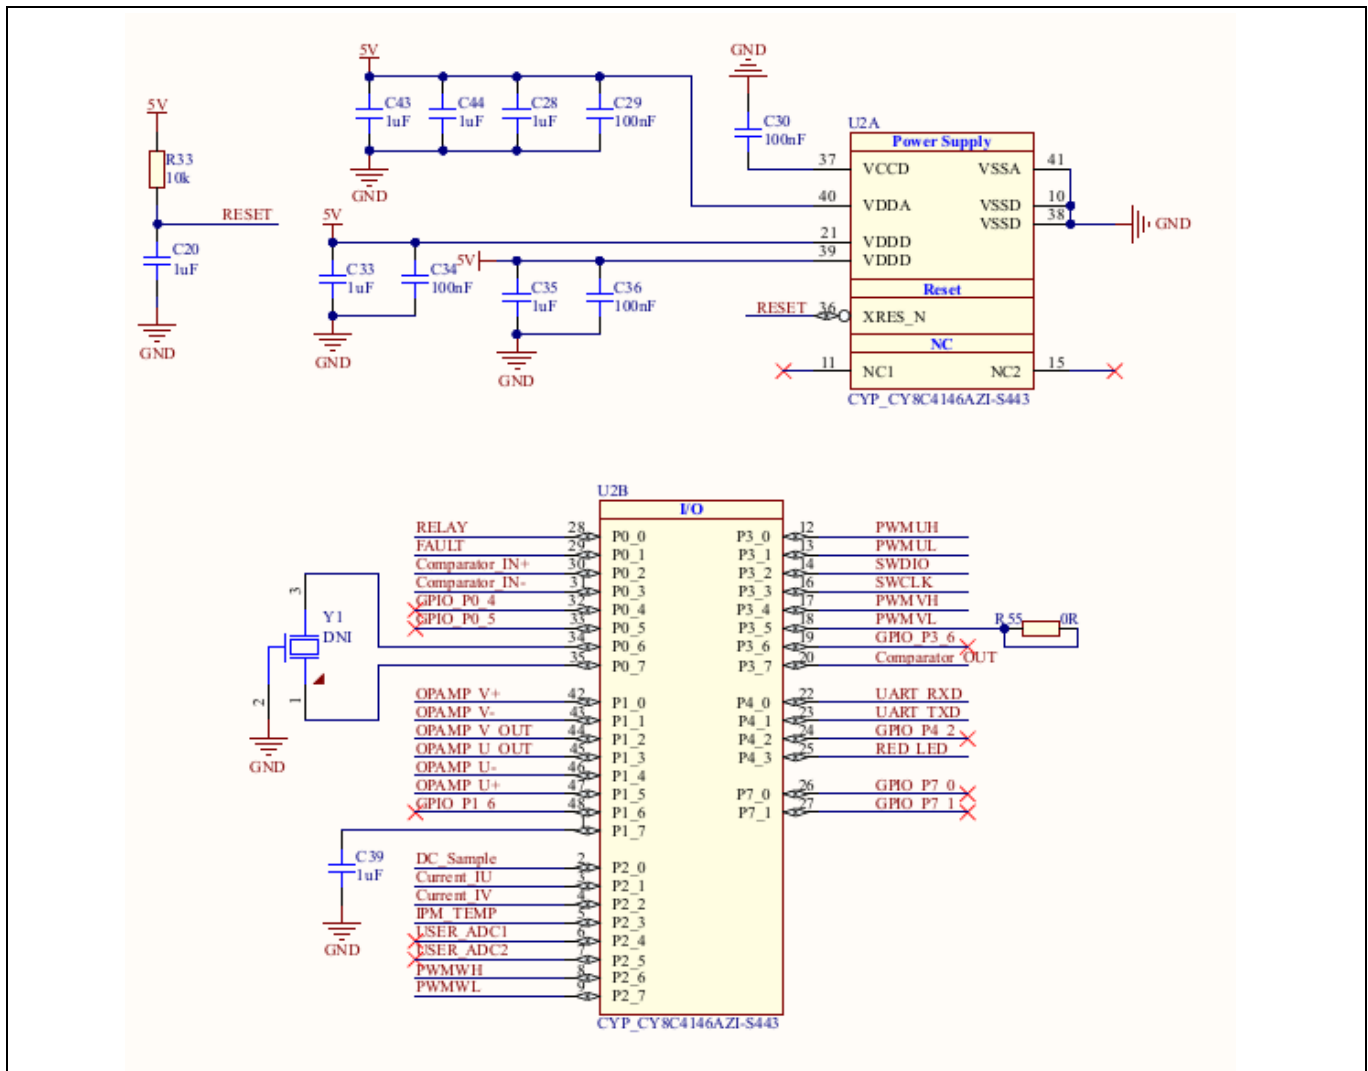 5V
GND
5V
C43
1uF
C44
1uF
C28
1uF
C29
100nF
C30
100nF
U2A
Power Supply
R33
10k
37
VCCD
VSSA
41
GND
40
VDDA
VSSD
10
RESET
5V
VSSD
38
GND
C20
1uF
21
VDDD
39
VDDD
C33
1uF
C34
100nF
5V
C35
1uF
C36
100nF
Reset
RESET
36
XRES_N
GND
GND
NC
11
NC1
NC2
15
GND
CYP_CY8C4146AZI-S443
U2B
I/O
RELAY
28
P0_0
P3_0
12
PWMUH
FAULT
29
P0_1
P3_1
13
PWMUL
Comparator_IN+
30
P0_2
P3_2
14
SWDIO
Comparator_IN-
31
P0_3
P3_3
16
SWCLK
GPIO_P0_4
32
P0_4
P3_4
17
PWMVH
GPIO_P0_5
33
P0_5
P3_5
18
PWMVL
R55
0R
34
P0_6
P3_6
19
GPIO_P3_6
35
P0_7
P3_7
20
Comparator_OUT
3
Y1
DNI
2
1
GND
OPAMP_V+
42
P1_0
P4_0
22
UART_RXD
OPAMP_V-
43
P1_1
P4_1
23
UART_TXD
OPAMP_V_OUT
44
P1_2
P4_2
24
GPIO_P4_2
OPAMP_U_OUT
45
P1_3
P4_3
25
RED_LED
OPAMP_U-
46
P1_4
OPAMP_U+
47
P1_5
P7_0
26
GPIO_P7_0
GPIO_P1_6
48
P1_6
P7_1
27
GPIO_P7_1
1
P1_7
C39
1uF
GND
DC_Sample
2
P2_0
Current_IU
3
P2_1
Current_IV
4
P2_2
IPM_TEMP
5
P2_3
USER_ADC1
6
P2_4
USER_ADC2
7
P2_5
PWMWH
8
P2_6
PWMWL
9
P2_7
CYP_CY8C4146AZI-S443